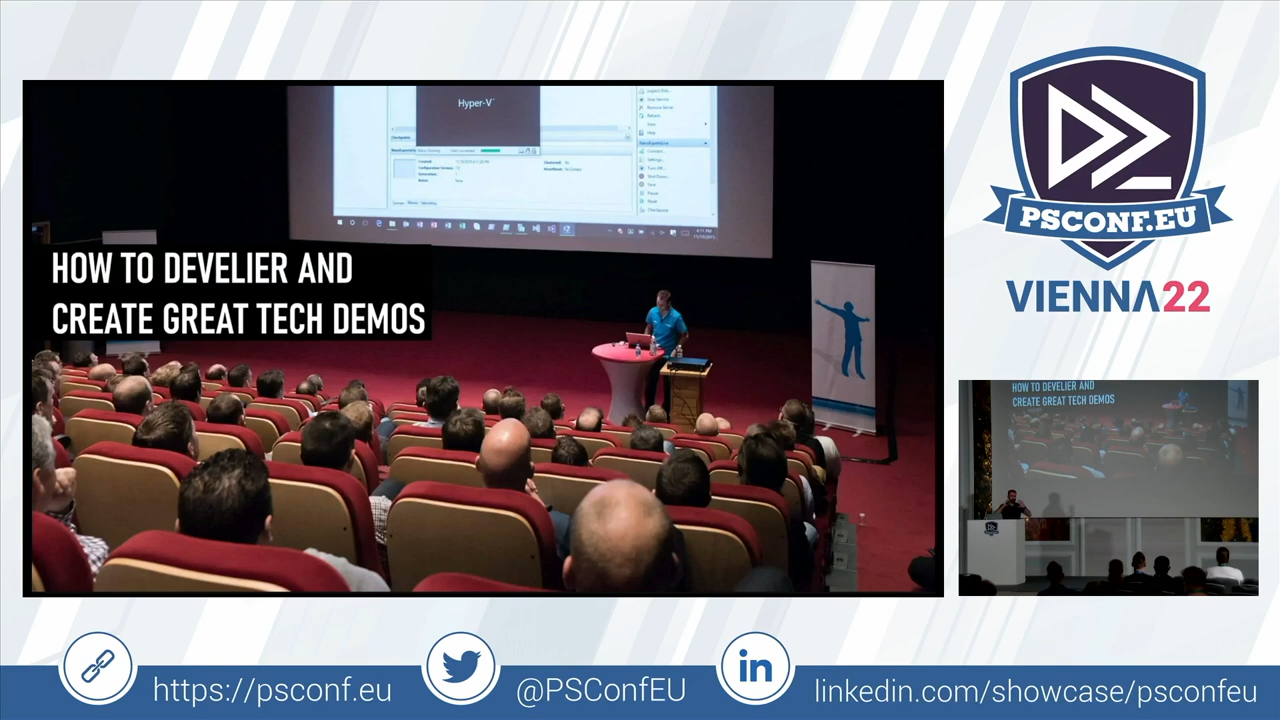 Hyper-V
HOW TO DEVELIER AND
CREATE GREAT TECH DEMOS
PSCONF.EU
VIENNA22
HOW TO DEVELIER AND
CREATE GREAT TECH DEMOS
https://psconf.eu
@PSConfEU
in
linkedin.com/showcase/psconfeu